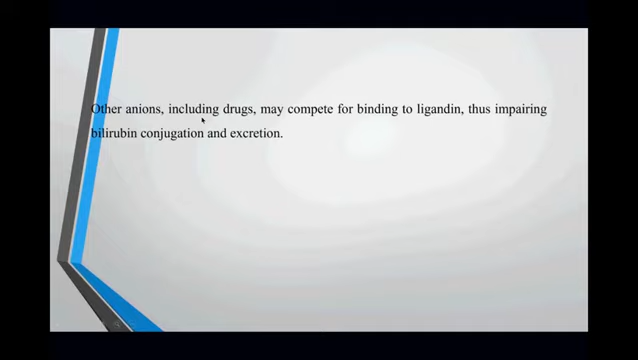 Other anions, including drugs, may compete for binding to ligandin, thus impairing
bilirubin conjugation and excretion.